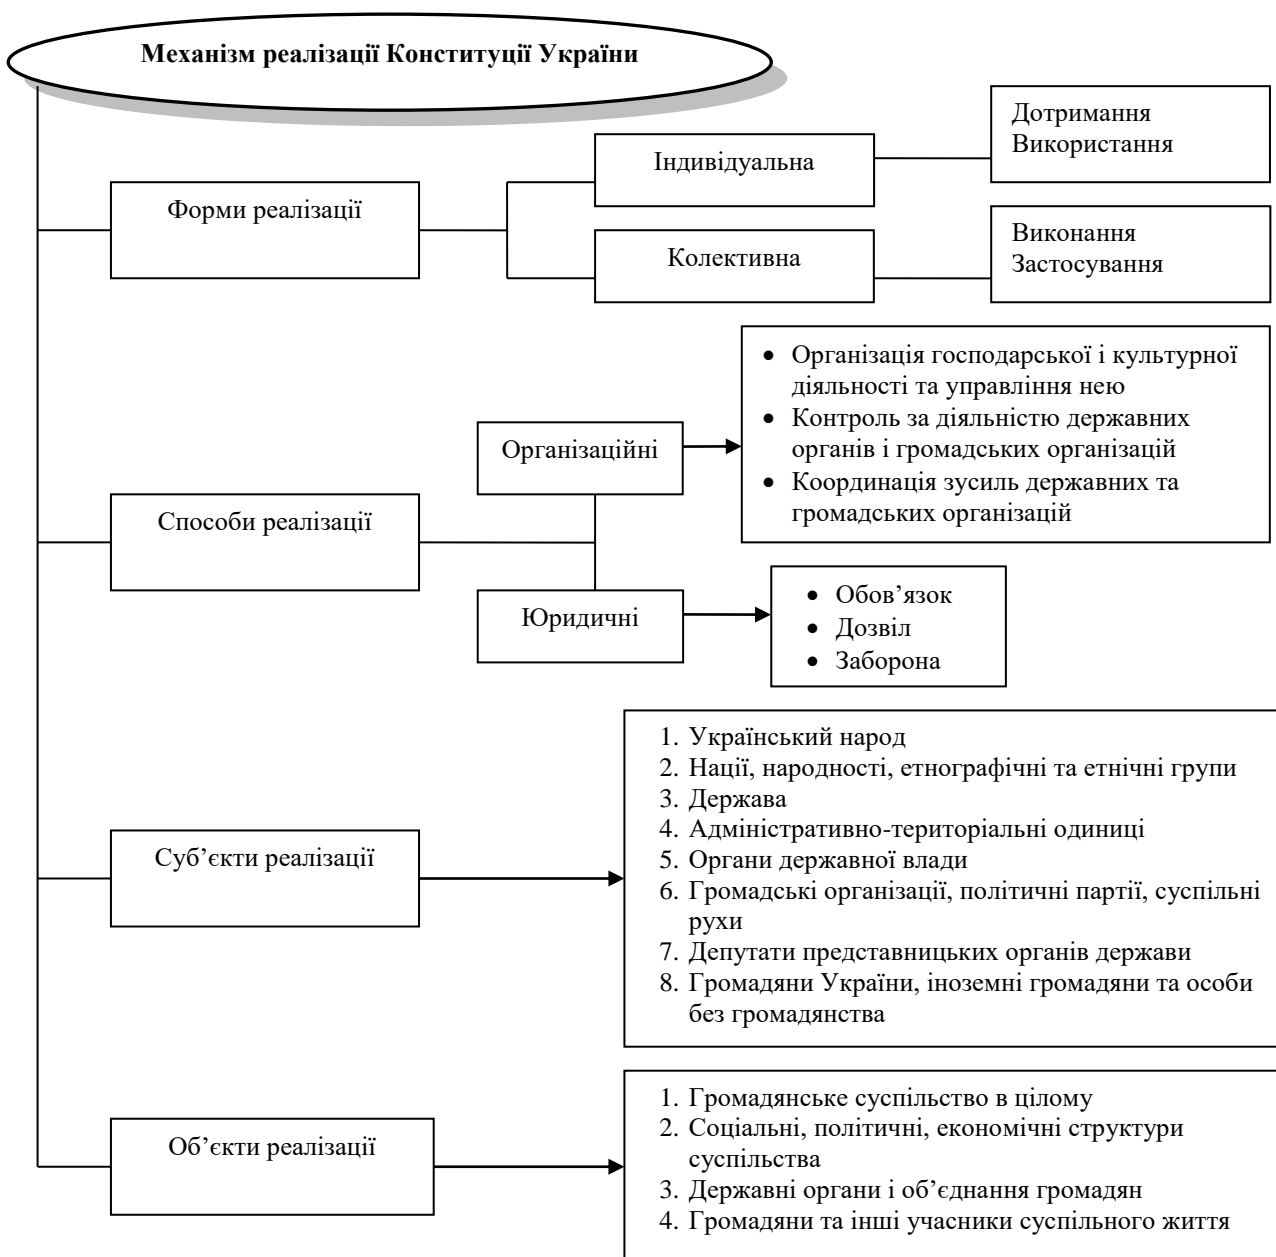 Механізм реалізації Конституції України
Дотримання
Використання
Індивідуальна
Форми реалізації
Виконання
Застосування
Колективна
• Організація господарської і культурної
діяльності та управління нею
• Контроль за діяльністю державних
органів і громадських організацій
• Координація зусиль державних та
громадських організацій
Організаційні
Способи реалізації
Юридичні
• Обов’язок
• Дозвіл
• Заборона
1. Український народ
2. Нації, народності, етнографічні та етнічні групи
3. Держава
4. Адміністративно-територіальні одиниці
5. Органи державної влади
6. Громадські організації, політичні партії, суспільні
рухи
7. Депутати представницьких органів держави
8. Громадяни України, іноземні громадяни та особи
без громадянства
Суб’єкти реалізації
1. Громадянське суспільство в цілому
2. Соціальні, політичні, економічні структури
суспільства
3. Державні органи і об’єднання громадян
4. Громадяни та інші учасники суспільного життя
Об’єкти реалізації